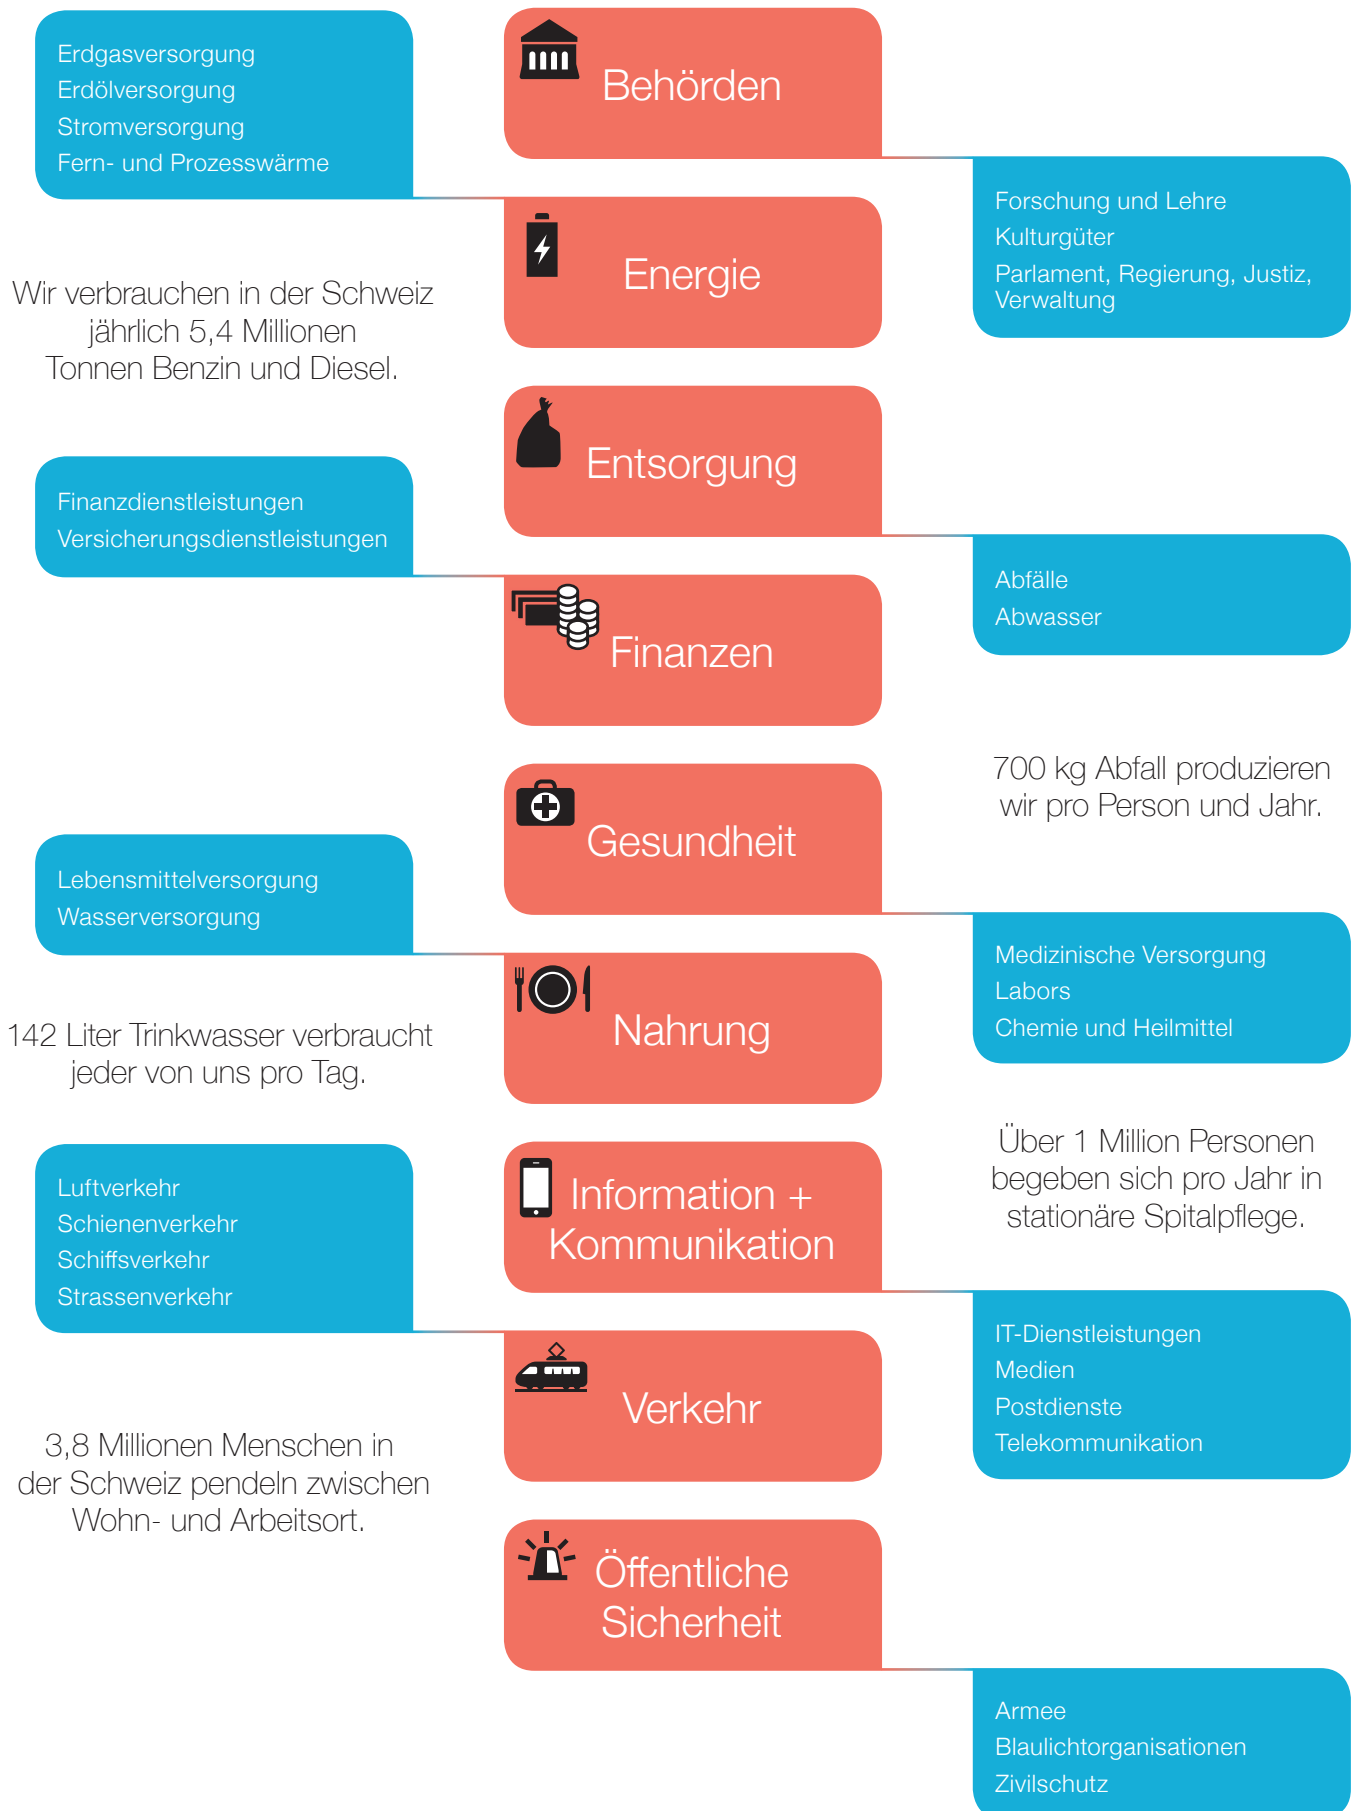 Behörden
Forschung und Lehre
Kulturgüter
Parlament, Regierung, Justiz,
Verwaltung
Erdgasversorgung
Erdölversorgung
Stromversorgung
Fern- und Prozesswärme
Energie
Wir verbrauchen in der Schweiz
jährlich 5,4 Millionen
Tonnen Benzin und Diesel.
Entsorgung
Abfälle
Abwasser
700 kg Abfall produzieren
wir pro Person und Jahr.
Finanzdienstleistungen
Versicherungsdienstleistungen
Finanzen
Gesundheit
Medizinische Versorgung
Labors
Chemie und Heilmittel
Über 1 Million Personen
begeben sich pro Jahr in
stationäre Spitalpflege.
Lebensmittelversorgung
Wasserversorgung
Nahrung
142 Liter Trinkwasser verbraucht
jeder von uns pro Tag.
Information +
Kommunikation
IT-Dienstleistungen
Medien
Postdienste
Telekommunikation
Luftverkehr
Schienenverkehr
Schiffsverkehr
Strassenverkehr
Verkehr
3,8 Millionen Menschen in
der Schweiz pendeln zwischen
Wohn- und Arbeitsort.
Öffentliche
Sicherheit
Armee
Blaulichtorganisationen
Zivilschutz